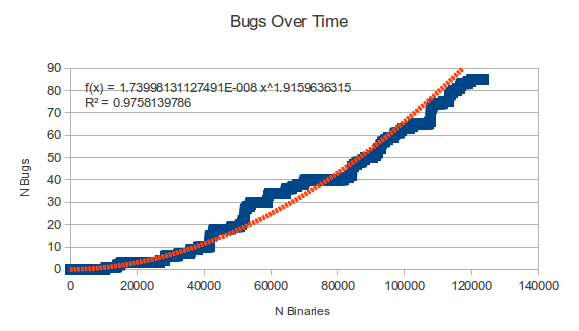 Bugs Over Time
90
f(x) = 1.73998131127491E-008 x^1.9159636315
80
R² = 0.9758139786
70
60
50
N Bugs
40
30
20
10
0
0 20000 40000 60000 80000 100000 120000 140000
N Binaries